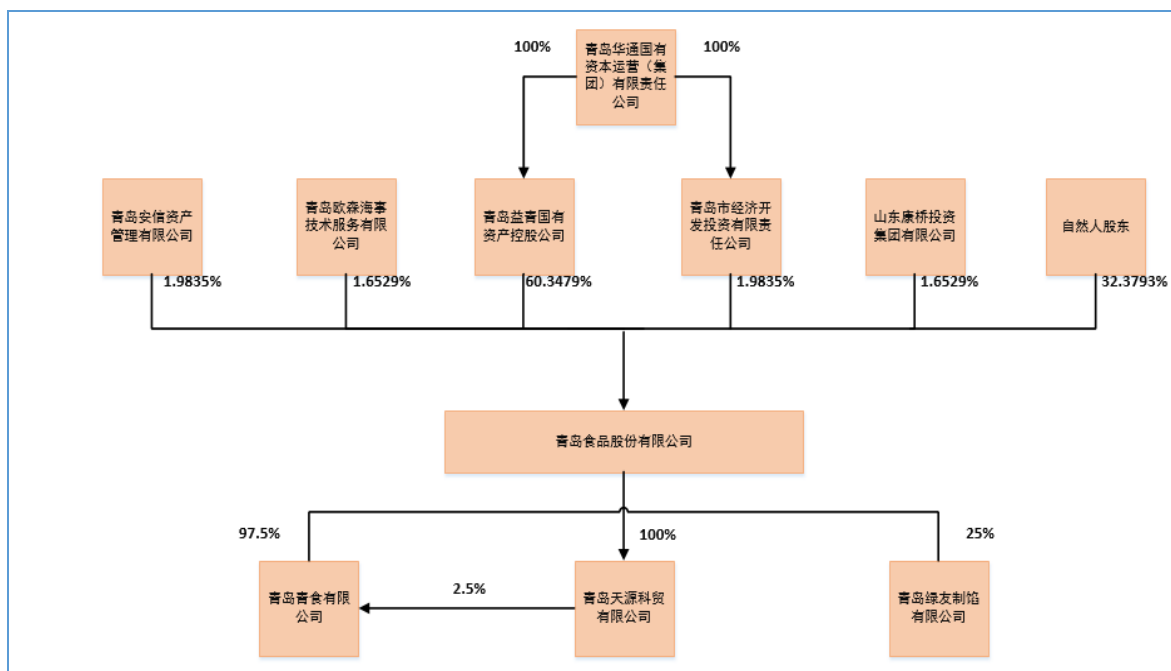 100%
青岛华通国有
资本运营（集
团）有限责任
公司
100%
青岛安信资产
管理有限公司
青岛欧森海事
技术服务有限
公司
青岛益青国有
资产控股公司
青岛市经济开
发投资有限责
任公司
山东康桥投资
集团有限公司
自然人股东
1.9835%
1.6529%
60.3479%
1.9835%
1.6529%
32.3793%
青岛食品股份有限公司
97.5%
100%
25%
青岛青食有限
公司
2.5%
青岛天源科贸
有限公司
青岛绿友制馅
有限公司